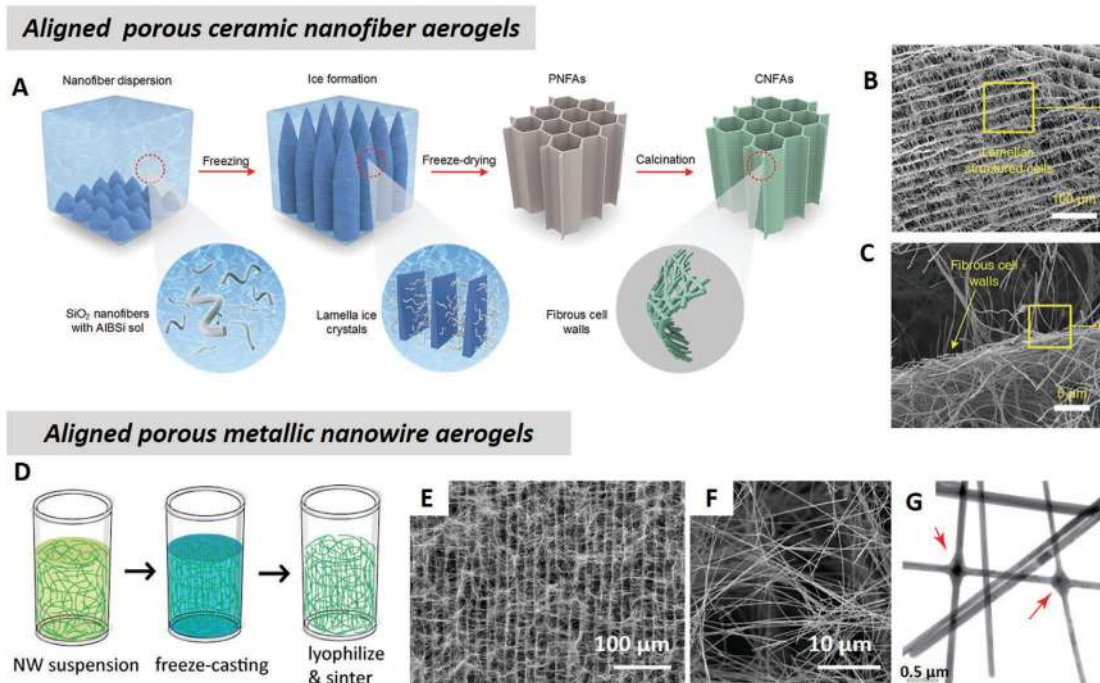 Aligned  porous ceramic nanofiber aerogels
A
Nanofiber dispersion
Ice formation
PNFAs
CNFAs
Freezing
Freeze-drying
Calcination
SiO₂ nanofibers
with AlBSi sol
Lamella ice
crystals
Fibrous cell
walls
B
Lamellar
structured cells
100 µm
C
Fibrous cell
walls
5 µm
Aligned porous metallic nanowire aerogels
D
NW suspension
freeze-casting
lyophilize
& sinter
E
100 µm
F
10 µm
G
0.5 µm